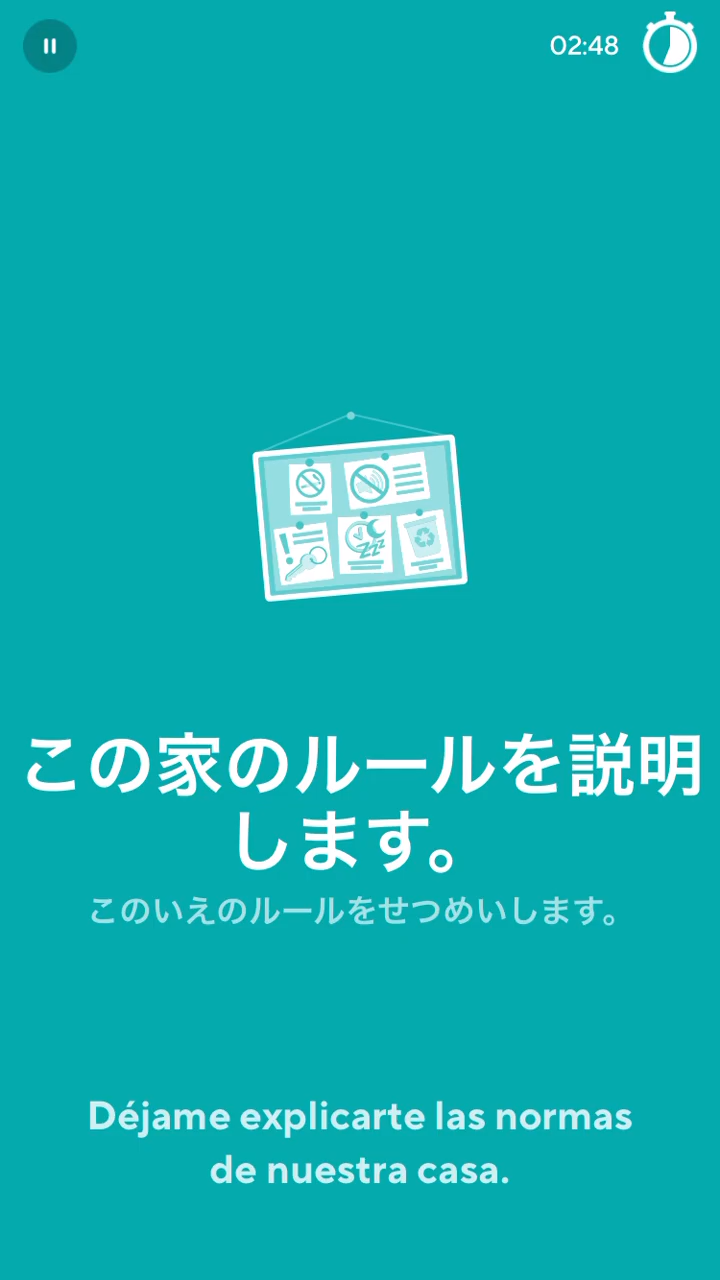 02:48
この家のルールを説明
します。
このいえのルールをせつめいします。
Déjame explicarte las normas
de nuestra casa.